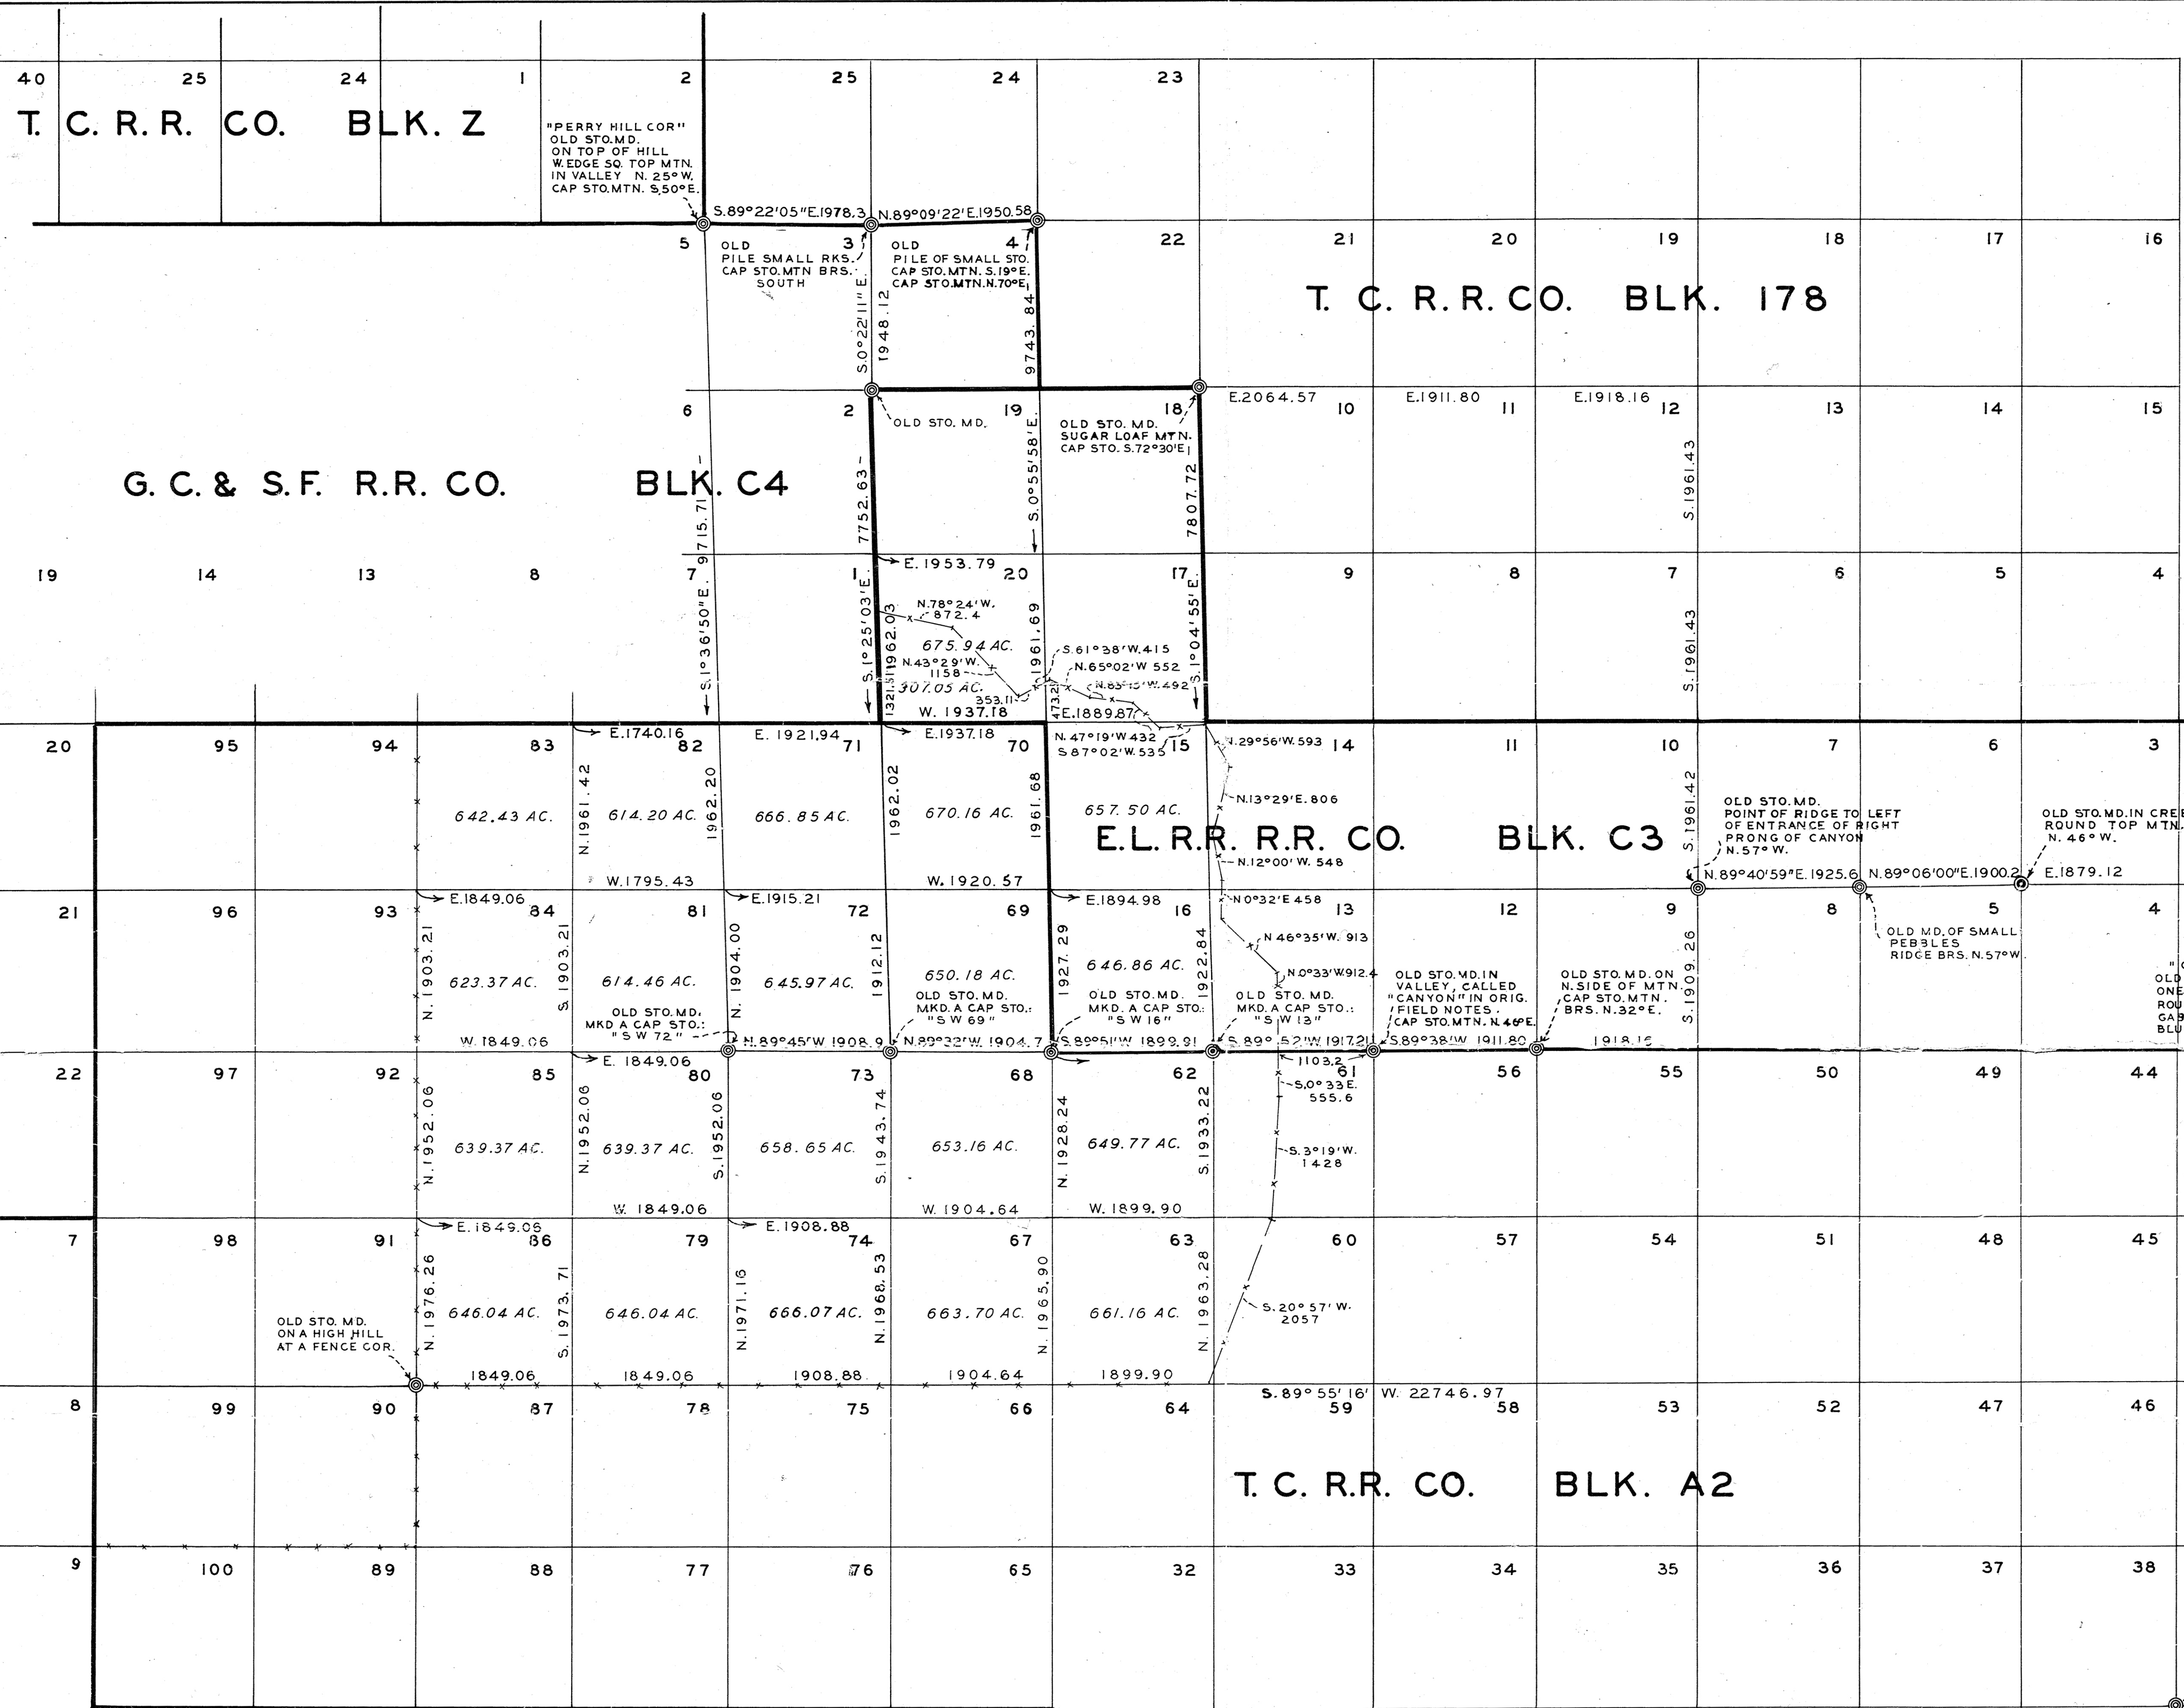 40 25 24 1 2 25 24 23
T. C. R. R. CO. BLK. Z
"PERRY HILL COR"
OLD STO.MD.
ON TOP OF HILL
W.EDGE SQ. TOP MTN.
IN VALLEY N. 25° W.
CAP STO.MTN. S.50°E.
S.89°22'05"E.1978.3 N.89°09'22'E.1950.58
5 3 4 22 21 20 19 18 17 16
OLD
PILE SMALL RKS.
CAP STO.MTN BRS.
SOUTH
OLD
PILE OF SMALL STO.
CAP STO.MTN. S.19°E.
CAP STO.MTN.N.70°E.
S.0°22'11"E.
1948.12
9743.84
T. C. R. R. CO. BLK. 178
E.2064.57 E.1911.80 E.1918.16
6 2 19 18 10 11 12 13 14 15
OLD STO. MD.
OLD STO. MD.
SUGAR LOAF MTN.
CAP STO. S.72°30'E.
G. C. & S. F. R.R. CO. BLK. C4
S.1°36'50"E. 9715.71
S.1°25'03'E. 7752.63
S.0°55'58'E.
S.1°04'55'E. 7807.72
S.1961.43
E. 1953.79
19 14 13 8 7 1 20 17 9 8 7 6 5 4
N.78°24'W.
872.4
675.94 AC.
N.43°29'W.
1158
307.05 AC.
353.11
W. 1937.18
1962.03
1321.51
1961.69
473.2
S.61°38'W.415
N.65°02'W 552
W.492
E.1889.87
N. 47°19'W.432
S 87°02'W.535
S.1961.43
E.1740.16 E. 1921.94 E.1937.18
20 95 94 83 82 71 70 15 14 11 10 7 6 3
N.29°56'W.593
N.1961.42
1962.20
1962.02
1961.68
S.1961.42
642.43 AC. 614.20 AC. 666.85 AC. 670.16 AC. 657.50 AC.
N.13°29'E. 806
E.L.R.R. R.R. CO. BLK. C3
N.12°00'W. 548
OLD STO.MD.
POINT OF RIDGE TO LEFT
OF ENTRANCE OF RIGHT
PRONG OF CANYON
N.57° W.
OLD STO.MD.IN CREE
ROUND TOP MTN.
N. 46° W.
W.1795.43 W. 1920.57
N.89°40'59"E.1925.6 N.89°06'00"E.1900.2 E.1879.12
E.1849.06 E.1915.21 E.1894.98
N 0°32'E 458
21 96 93 84 81 72 69 16 13 12 9 8 5 4
N 46°35'W. 913
N.0°33'W.912.4
OLD MD.OF SMALL
PEBBLES
RIDGE BRS. N.57°W.
N.1903.21
S.1903.21
N. 1904.00
1912.12
1927.29
1922.84
S.1909.26
623.37 AC. 614.46 AC. 645.97 AC. 650.18 AC. 646.86 AC.
OLD STO.MD.
MKD A CAP STO.:
"S W 72"
OLD STO. MD.
MKD. A CAP STO.:
"S W 69"
OLD STO. MD.
MKD. A CAP STO.:
"S W 16"
OLD STO. MD.
MKD. A CAP STO.:
"S W 13"
OLD STO.MD.IN
VALLEY, CALLED
"CANYON" IN ORIG.
FIELD NOTES.
CAP STO.MTN. N.46°E.
OLD STO. MD. ON
N.SIDE OF MTN.
CAP STO.MTN.
BRS. N.32°E.
OLD
ONE
ROU
GAB
BLU
W. 1849.06 N.89°45'W 1908.9 N.89°32'W. 1904.7 S.89°51'W 1899.91 S.89°52'W.1917.21 S.89°38'W 1911.80 1918.16
E. 1849.06
1103.2
22 97 92 85 80 73 68 62 61 56 55 50 49 44
S.0°33 E.
555.6
N.1952.06
N.1952.06
S.1952.06
S.1943.74
N. 1928.24
S.1933.22
639.37 AC. 639.37 AC. 658.65 AC. 653.16 AC. 649.77 AC.
S.3°19'W.
1428
W. 1849.06 W. 1904.64 W. 1899.90
E.1849.06 E.1908.88
7 98 91 86 79 74 67 63 60 57 54 51 48 45
N.1976.26
S.1973.71
N.1971.16
N.1968.53
N.1965.90
N. 1963.28
646.04 AC. 646.04 AC. 666.07 AC. 663.70 AC. 661.16 AC.
S.20°57'W.
2057
OLD STO. MD.
ON A HIGH HILL
AT A FENCE COR.
1849.06 1849.06 1908.88 1904.64 1899.90
S.89°55'16' W. 22746.97
8 99 90 87 78 75 66 64 59 58 53 52 47 46
T. C. R.R. CO. BLK. A2
9 100 89 88 77 76 65 32 33 34 35 36 37 38